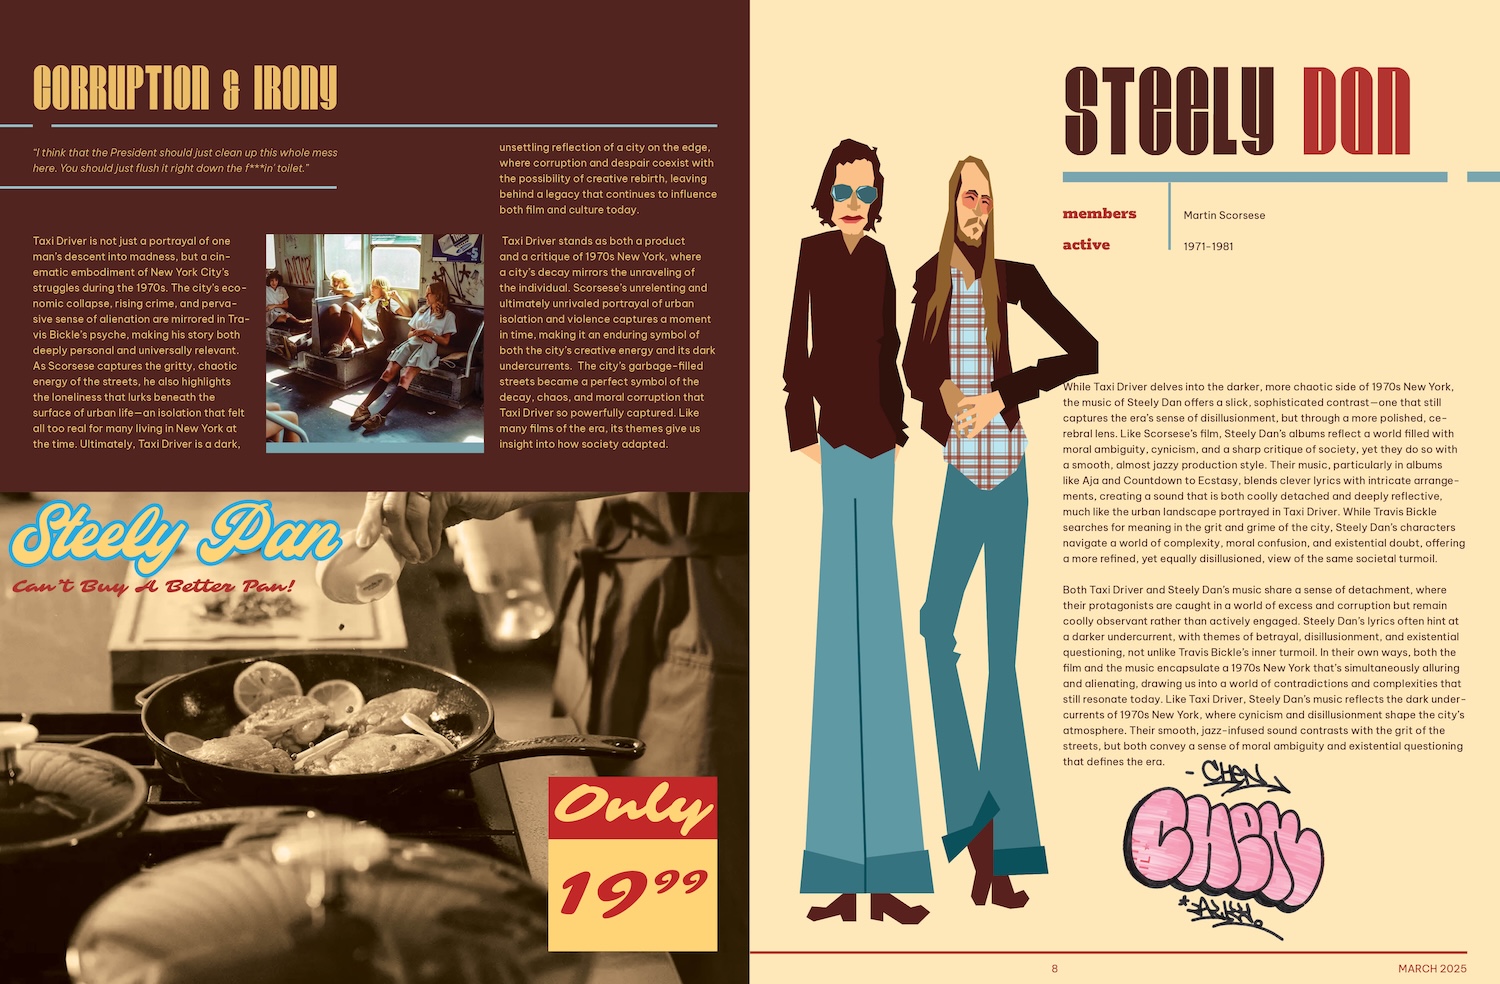 CORRUPTION & IRONY
“I think that the President should just clean up this whole mess
here. You should just flush it right down the f***in’ toilet.”
Taxi Driver is not just a portrayal of one
man’s descent into madness, but a cin-
ematic embodiment of New York City’s
struggles during the 1970s. The city’s eco-
nomic collapse, rising crime, and perva-
sive sense of alienation are mirrored in Tra-
vis Bickle’s psyche, making his story both
deeply personal and universally relevant.
As Scorsese captures the gritty, chaotic
energy of the streets, he also highlights
the loneliness that lurks beneath the
surface of urban life—an isolation that felt
all too real for many living in New York at
the time. Ultimately, Taxi Driver is a dark,
unsettling reflection of a city on the edge,
where corruption and despair coexist with
the possibility of creative rebirth, leaving
behind a legacy that continues to influence
both film and culture today.
Taxi Driver stands as both a product
and a critique of 1970s New York, where
a city’s decay mirrors the unraveling of
the individual. Scorsese’s unrelenting and
ultimately unrivaled portrayal of urban
isolation and violence captures a moment
in time, making it an enduring symbol of
both the city’s creative energy and its dark
undercurrents. The city’s garbage-filled
streets became a perfect symbol of the
decay, chaos, and moral corruption that
Taxi Driver so powerfully captured. Like
many films of the era, its themes give us
insight into how society adapted.
Steely Pan
Can’t Buy A Better Pan!
Only
19⁹⁹
STEELY DAN
members
Martin Scorsese
active
1971-1981
While Taxi Driver delves into the darker, more chaotic side of 1970s New York,
the music of Steely Dan offers a slick, sophisticated contrast—one that still
captures the era’s sense of disillusionment, but through a more polished, ce-
rebral lens. Like Scorsese’s film, Steely Dan’s albums reflect a world filled with
moral ambiguity, cynicism, and a sharp critique of society, yet they do so with
a smooth, almost jazzy production style. Their music, particularly in albums
like Aja and Countdown to Ecstasy, blends clever lyrics with intricate arrange-
ments, creating a sound that is both coolly detached and deeply reflective,
much like the urban landscape portrayed in Taxi Driver. While Travis Bickle
searches for meaning in the grit and grime of the city, Steely Dan’s characters
navigate a world of complexity, moral confusion, and existential doubt, offering
a more refined, yet equally disillusioned, view of the same societal turmoil.
Both Taxi Driver and Steely Dan’s music share a sense of detachment, where
their protagonists are caught in a world of excess and corruption but remain
coolly observant rather than actively engaged. Steely Dan’s lyrics often hint at
a darker undercurrent, with themes of betrayal, disillusionment, and existential
questioning, not unlike Travis Bickle’s inner turmoil. In their own ways, both the
film and the music encapsulate a 1970s New York that’s simultaneously alluring
and alienating, drawing us into a world of contradictions and complexities that
still resonate today. Like Taxi Driver, Steely Dan’s music reflects the dark under-
currents of 1970s New York, where cynicism and disillusionment shape the city’s
atmosphere. Their smooth, jazz-infused sound contrasts with the grit of the
streets, but both convey a sense of moral ambiguity and existential questioning
that defines the era.
- CHEN
CHEN
8
MARCH 2025